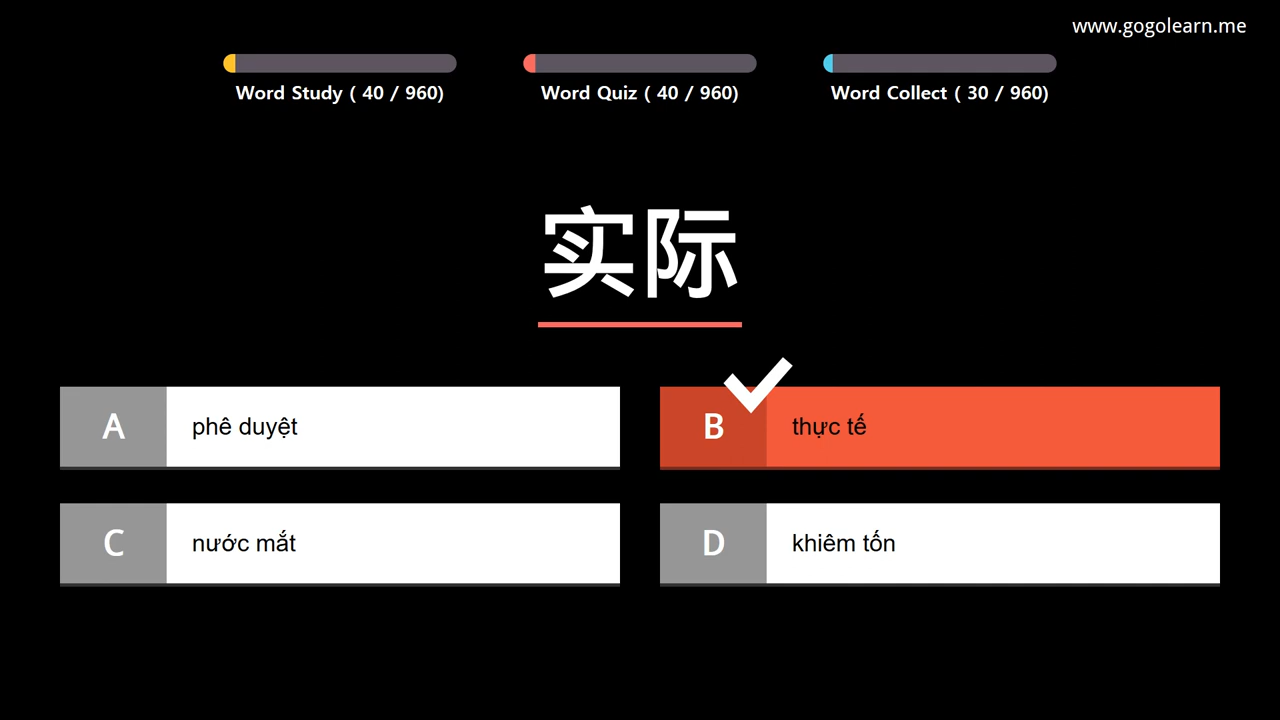 www.gogolearn.me
Word Study ( 40 / 960)
Word Quiz ( 40 / 960)
Word Collect ( 30 / 960)
实际
A phê duyệt
B thực tế
C nước mắt
D khiêm tốn